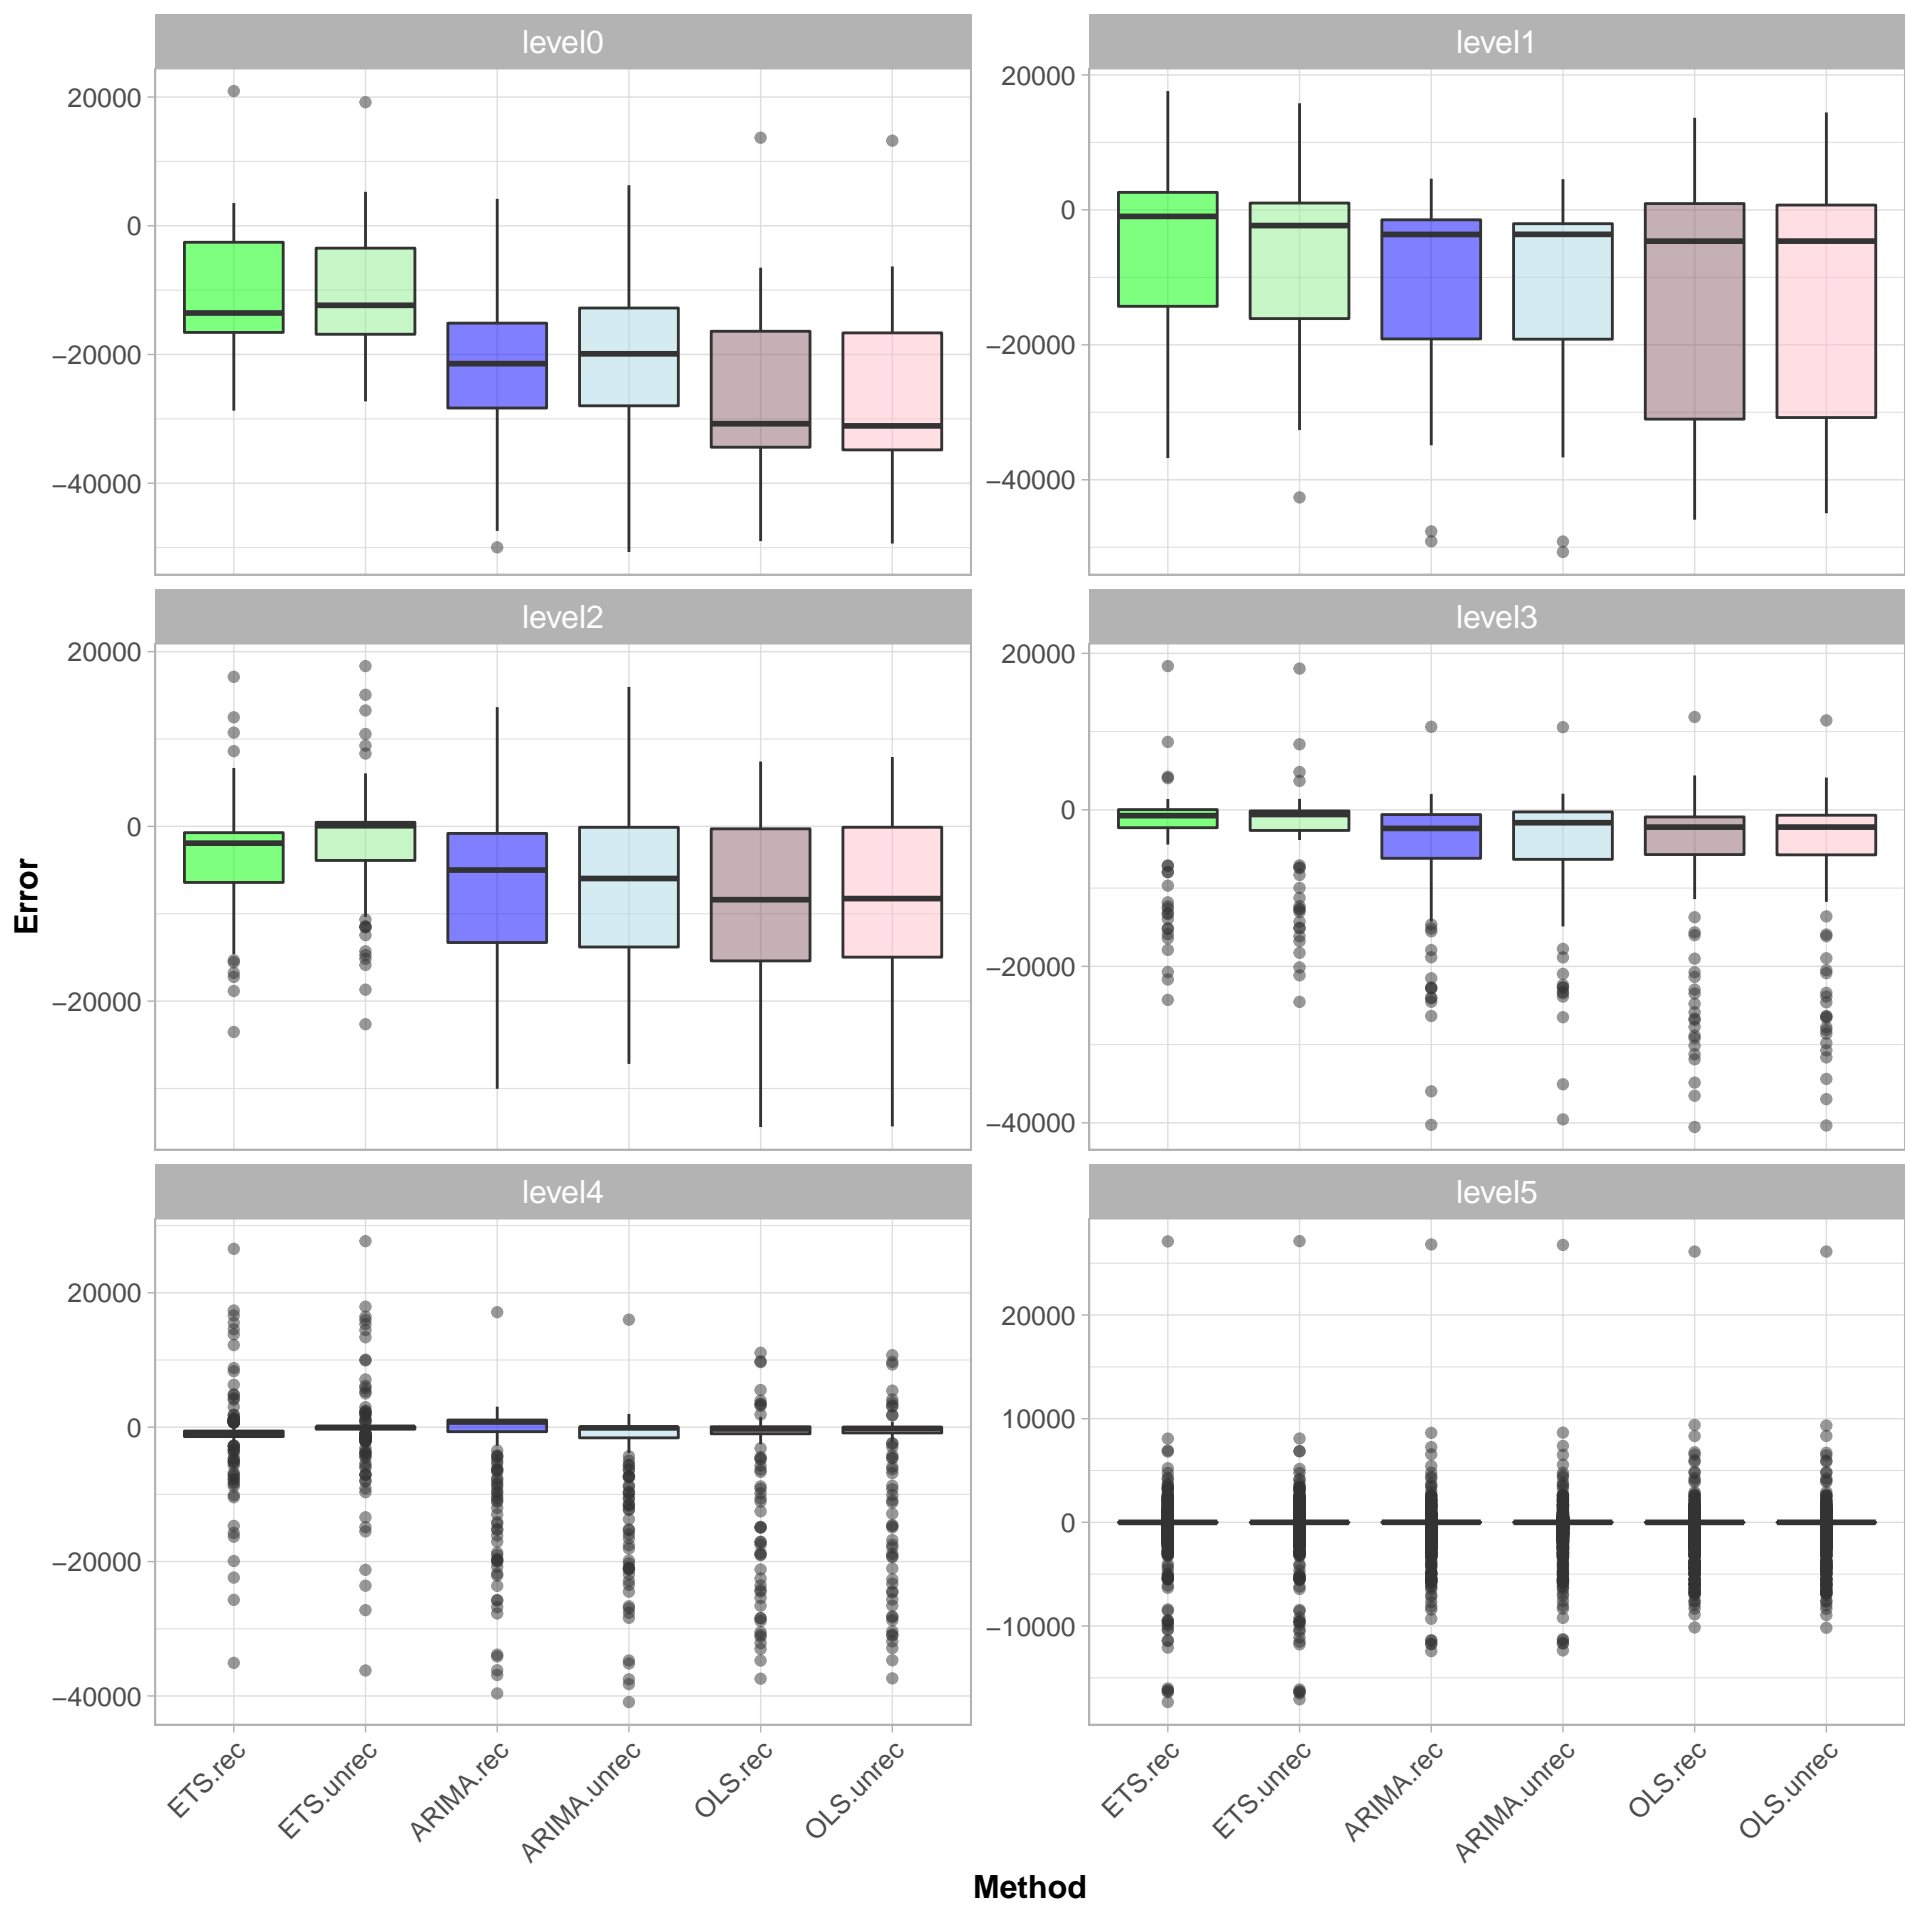 level0
level1
20000
0
−20000
−40000
20000
0
−20000
−40000
level2
level3
20000
0
−20000
20000
0
−20000
−40000
level4
level5
20000
0
−20000
−40000
20000
10000
0
−10000
ETS.rec
ETS.unrec
ARIMA.rec
ARIMA.unrec
OLS.rec
OLS.unrec
ETS.rec
ETS.unrec
ARIMA.rec
ARIMA.unrec
OLS.rec
OLS.unrec
Error
Method